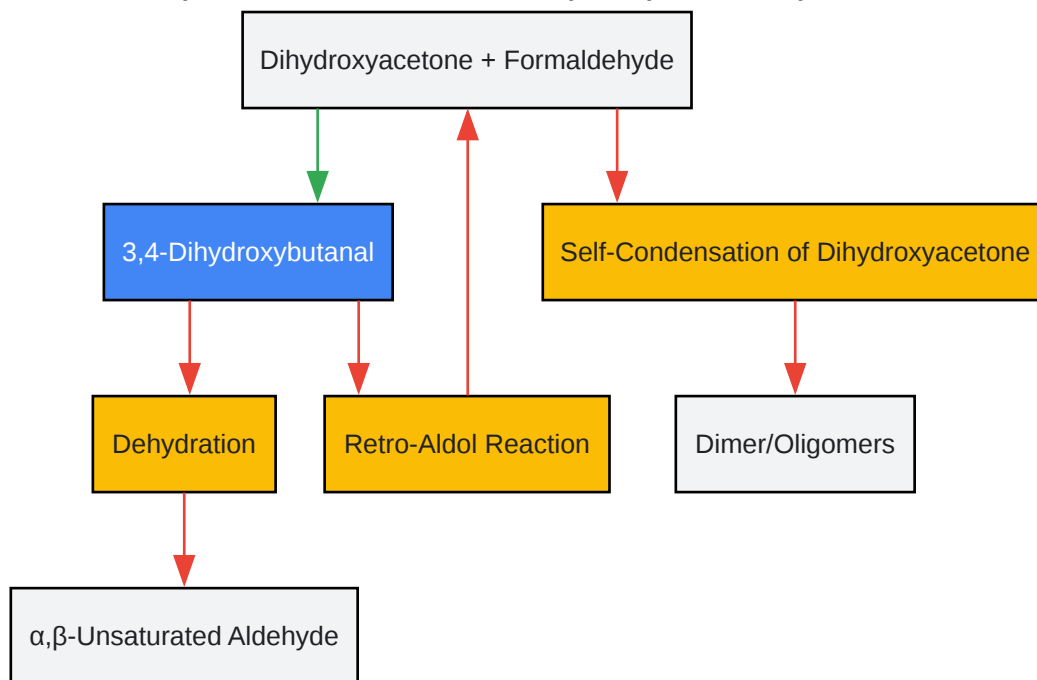 Dihydroxyacetone + Formaldehyde
3,4-Dihydroxybutanal
Self-Condensation of Dihydroxyacetone
Dehydration
Retro-Aldol Reaction
Dimer/Oligomers
α,β-Unsaturated Aldehyde